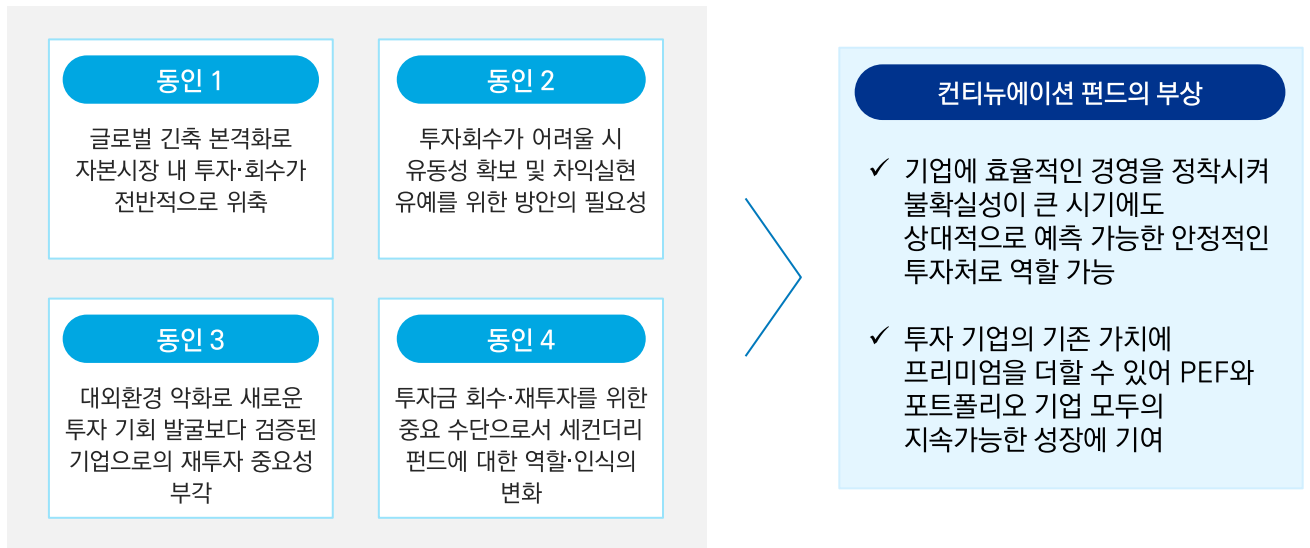 동인 1
글로벌 긴축 본격화로
자본시장 내 투자·회수가
전반적으로 위축
동인 2
투자회수가 어려울 시
유동성 확보 및 차익실현
유예를 위한 방안의 필요성
동인 3
대외환경 악화로 새로운
투자 기회 발굴보다 검증된
기업으로의 재투자 중요성
부각
동인 4
투자금 회수·재투자를 위한
중요 수단으로서 세컨더리
펀드에 대한 역할·인식의
변화
컨티뉴에이션 펀드의 부상
✓ 기업에 효율적인 경영을 정착시켜
불확실성이 큰 시기에도
상대적으로 예측 가능한 안정적인
투자처로 역할 가능
✓ 투자 기업의 기존 가치에
프리미엄을 더할 수 있어 PEF와
포트폴리오 기업 모두의
지속가능한 성장에 기여